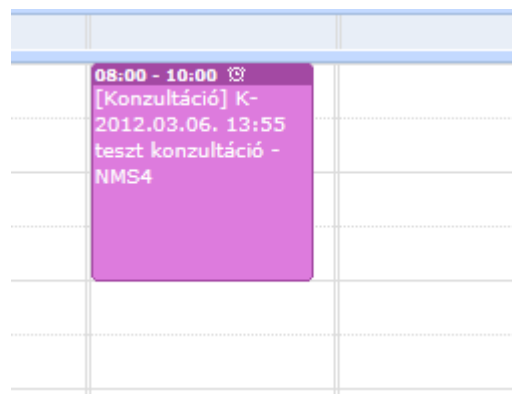 08:00 - 10:00
[Konzultáció] K-
2012.03.06. 13:55
teszt konzultáció -
NMS4